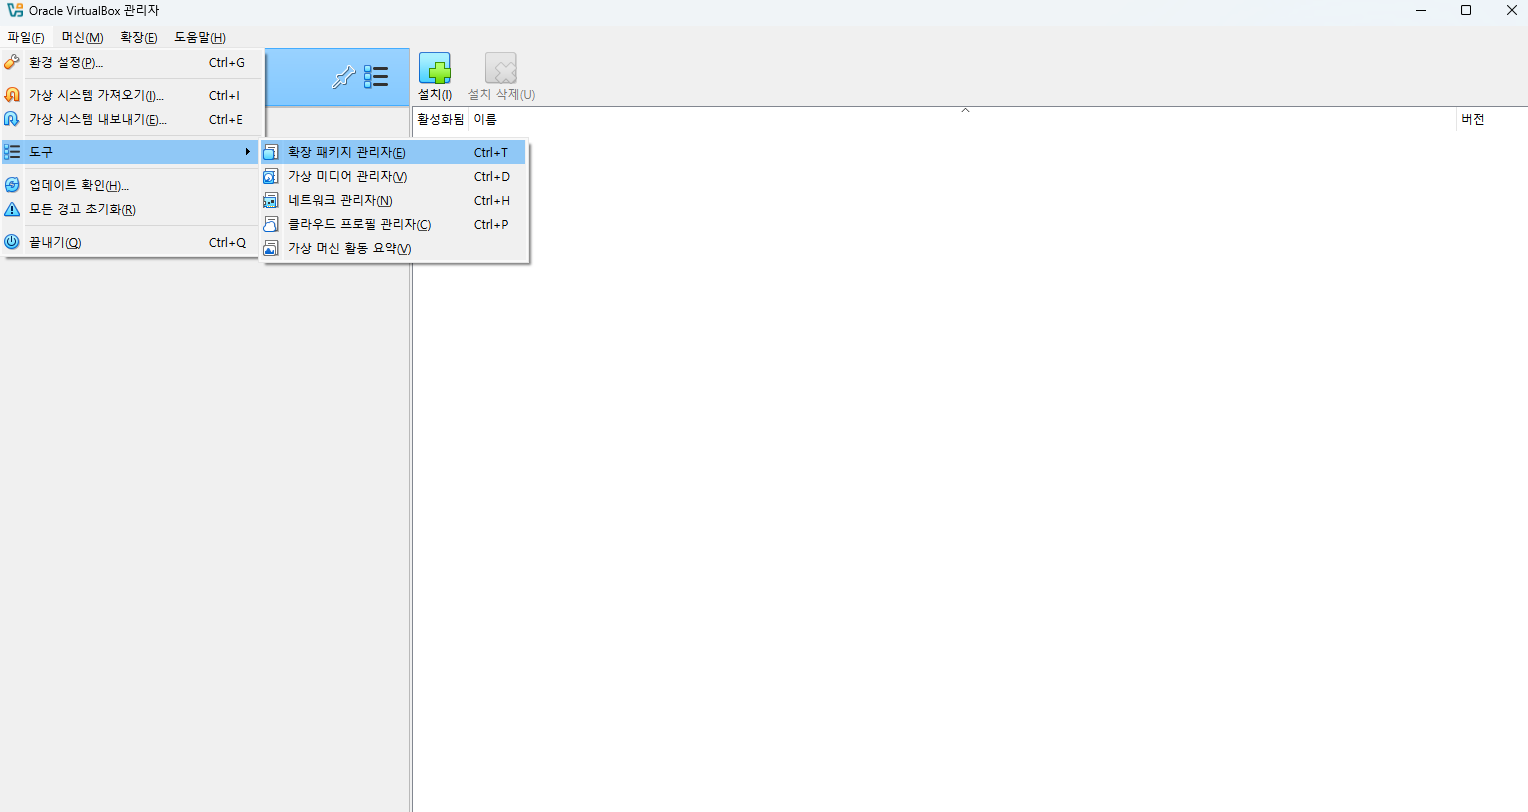 Oracle VirtualBox 관리자
파일(F) 머신(M) 확장(E) 도움말(H)
환경 설정(P)... Ctrl+G
가상 시스템 가져오기(I)... Ctrl+I
가상 시스템 내보내기(E)... Ctrl+E
도구
업데이트 확인(H)...
모든 경고 초기화(R)
끝내기(Q) Ctrl+Q
확장 패키지 관리자(E) Ctrl+T
가상 미디어 관리자(V) Ctrl+D
네트워크 관리자(N) Ctrl+H
클라우드 프로필 관리자(C) Ctrl+P
가상 머신 활동 요약(V)
설치(I) 설치 삭제(U)
활성화됨 이름 버전